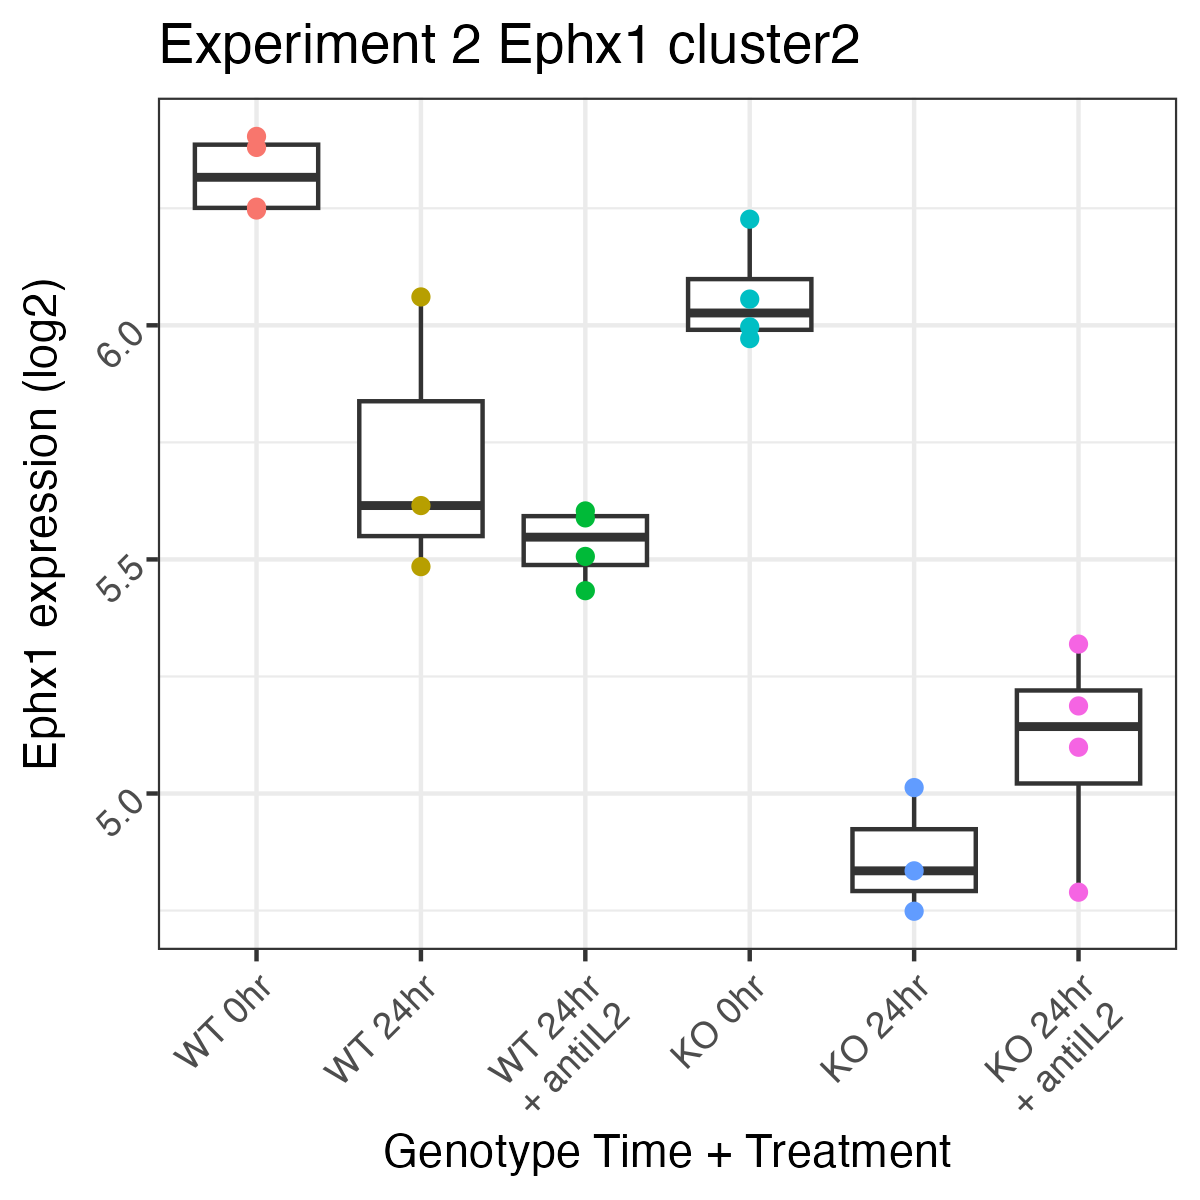 Experiment 2 Ephx1 cluster2
Ephx1 expression (log2)
6.0
5.5
5.0
WT 0hr
WT 24hr
WT 24hr
+ antiIL2
KO 0hr
KO 24hr
KO 24hr
+ antiIL2
Genotype Time + Treatment